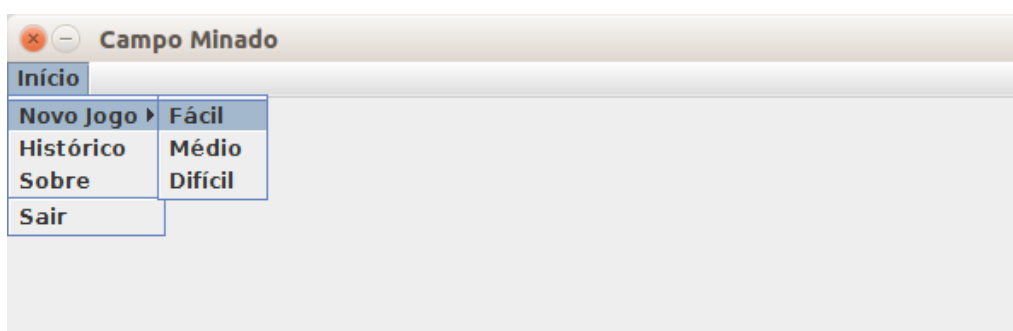 Campo Minado
Início
Novo Jogo Fácil
Histórico Médio
Sobre Difícil
Sair